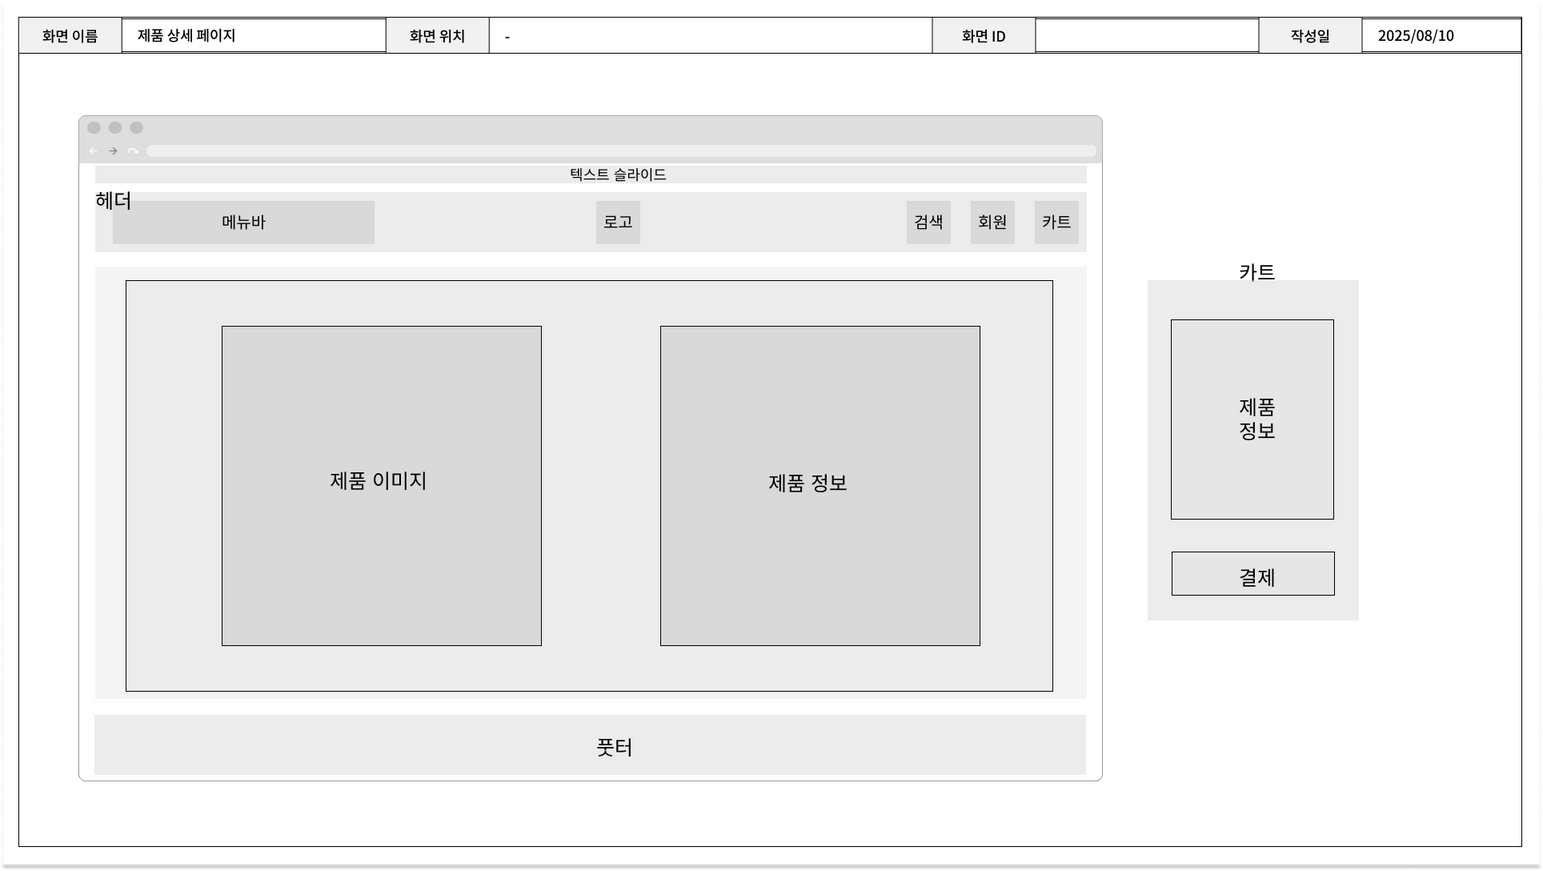 화면 이름
제품 상세 페이지
화면 위치
-
화면 ID
작성일
2025/08/10
텍스트 슬라이드
헤더
메뉴바
로고
검색
회원
카트
제품 이미지
제품 정보
풋터
카트
제품
정보
결제